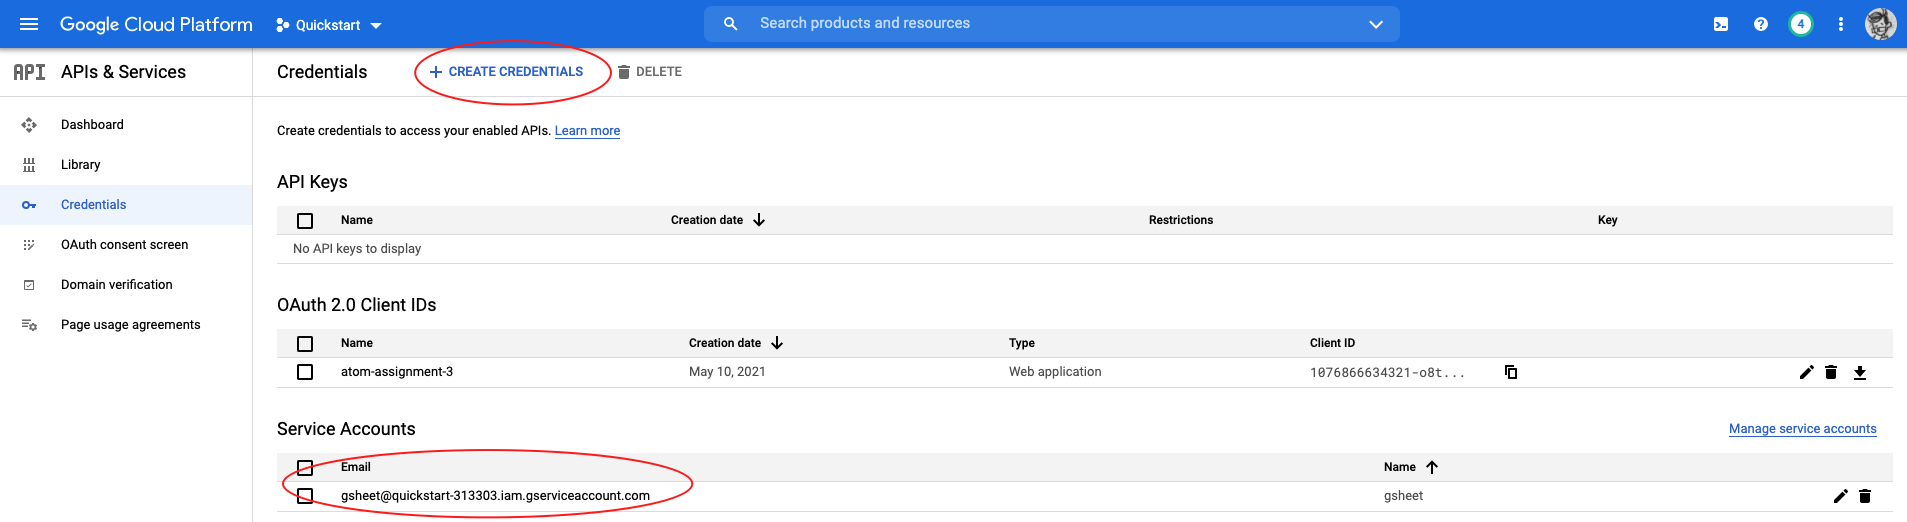 Google Cloud Platform Quickstart Search products and resources 4
API APIs & Services Credentials CREATE CREDENTIALS DELETE
Dashboard
Create credentials to access your enabled APIs. Learn more
Library
Credentials
OAuth consent screen
Domain verification
Page usage agreements
API Keys
Name Creation date Restrictions Key
No API keys to display
OAuth 2.0 Client IDs
Name Creation date Type Client ID
atom-assignment-3 May 10, 2021 Web application 1076866634321-o8t...
Service Accounts Manage service accounts
Email Name
gsheet@quickstart-313303.iam.gserviceaccount.com gsheet